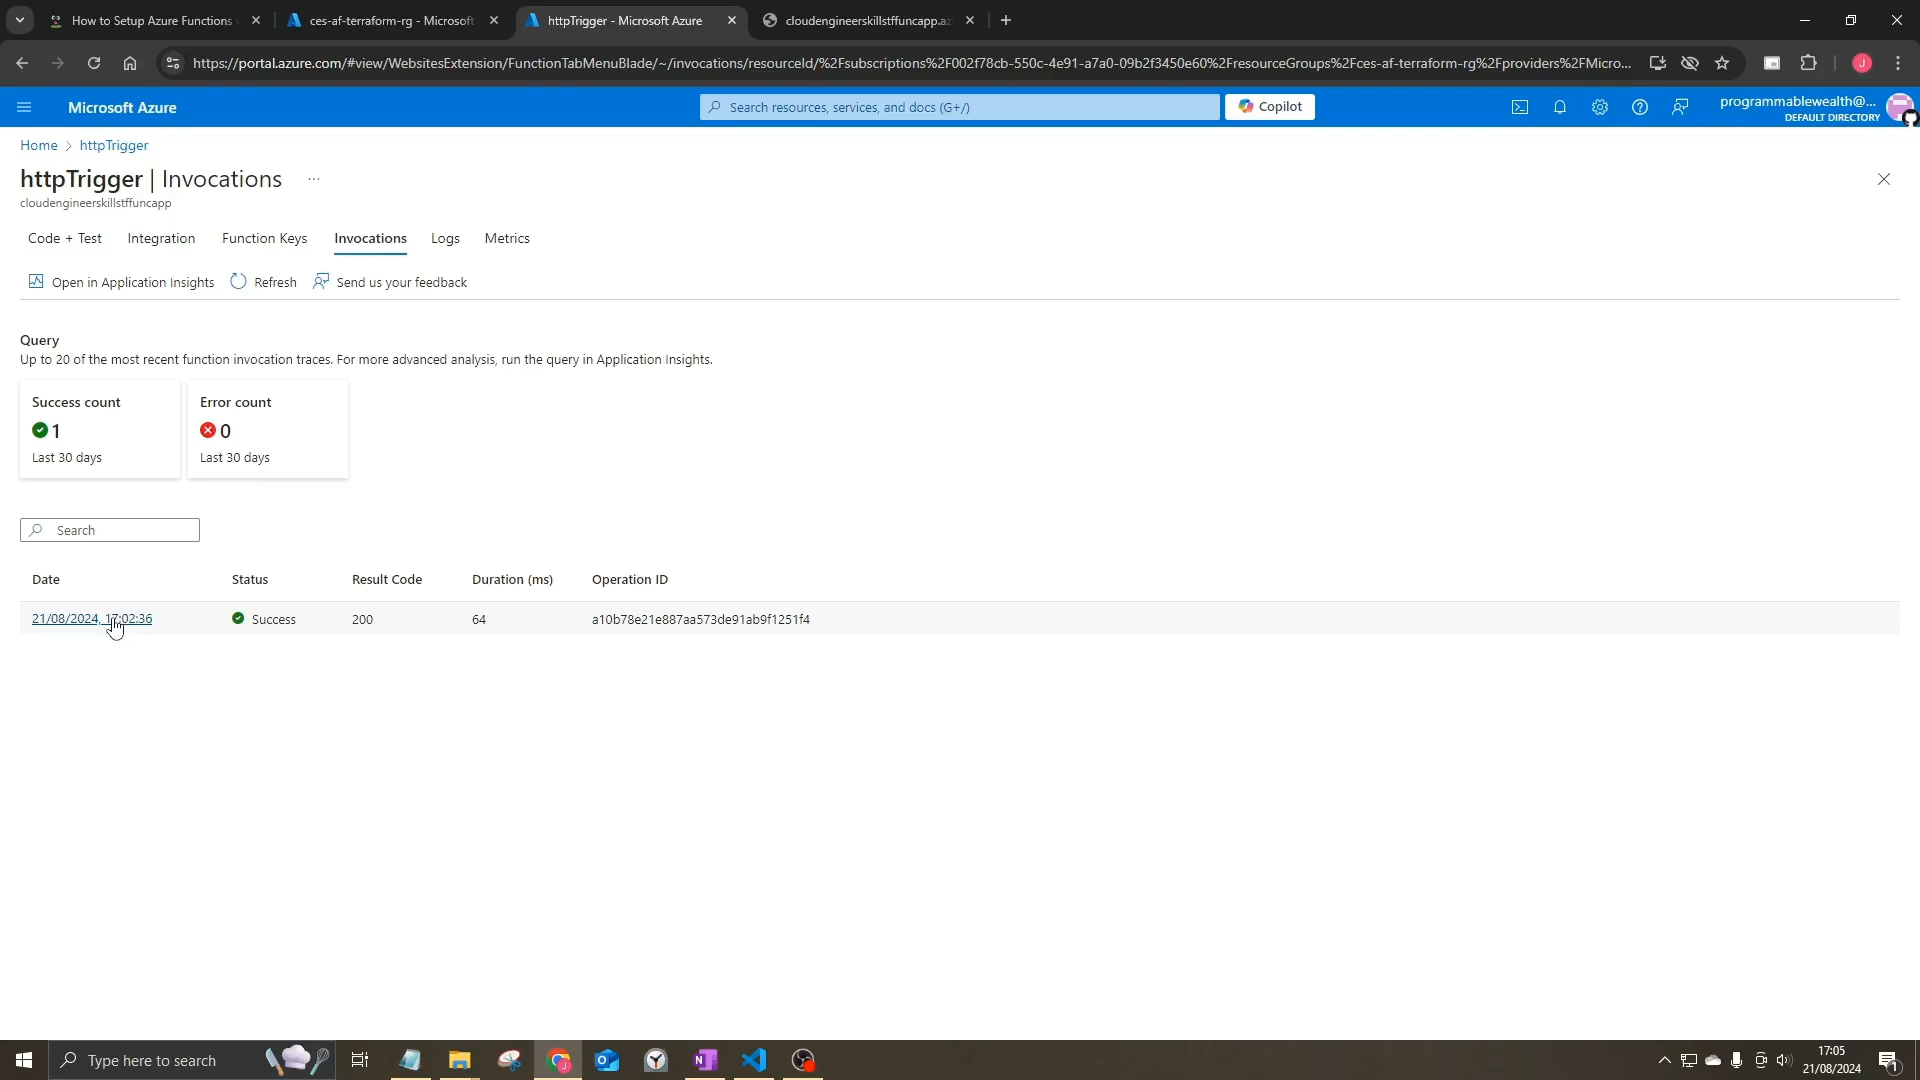 How to Setup Azure Functions
ces-af-terraform-rg - Microsoft
httpTrigger - Microsoft Azure
cloudengineerskillstffuncapp.az
https://portal.azure.com/#view/WebsitesExtension/FunctionTabMenuBlade/~/invocations/resourceId/%2Fsubscriptions%2F002f78cb-550c-4e91-a7a0-09b2f3450e60%2FresourceGroups%2Fces-af-terraform-rg%2Fproviders%2FMicro...
J
Microsoft Azure
Search resources, services, and docs (G+/)
Copilot
programmablewealth@...
DEFAULT DIRECTORY
Home > httpTrigger
httpTrigger | Invocations ...
cloudengineerskillstffuncapp
Code + Test
Integration
Function Keys
Invocations
Logs
Metrics
Open in Application Insights
Refresh
Send us your feedback
Query
Up to 20 of the most recent function invocation traces. For more advanced analysis, run the query in Application Insights.
Success count
Error count
1
0
Last 30 days
Last 30 days
Search
Date Status Result Code Duration (ms) Operation ID
21/08/2024, 17:02:36 Success 200 64 a10b78e21e887aa573de91ab9f1251f4
Type here to search
17:05
21/08/2024
1